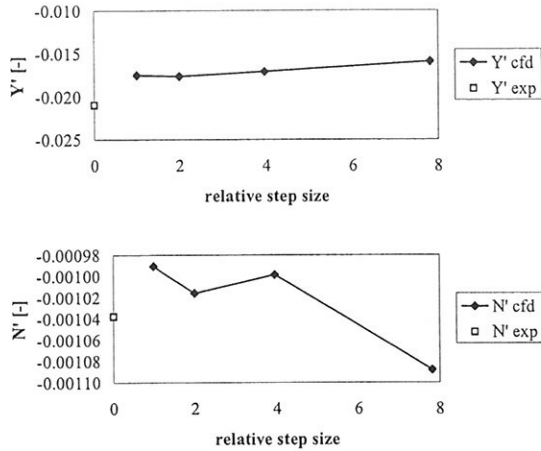 -0.010
-0.015
-0.020
-0.025
Y' [-]
0 2 4 6 8
relative step size
Y' cfd
Y' exp
-0.00098
-0.00100
-0.00102
-0.00104
-0.00106
-0.00108
-0.00110
N' [-]
0 2 4 6 8
relative step size
N' cfd
N' exp